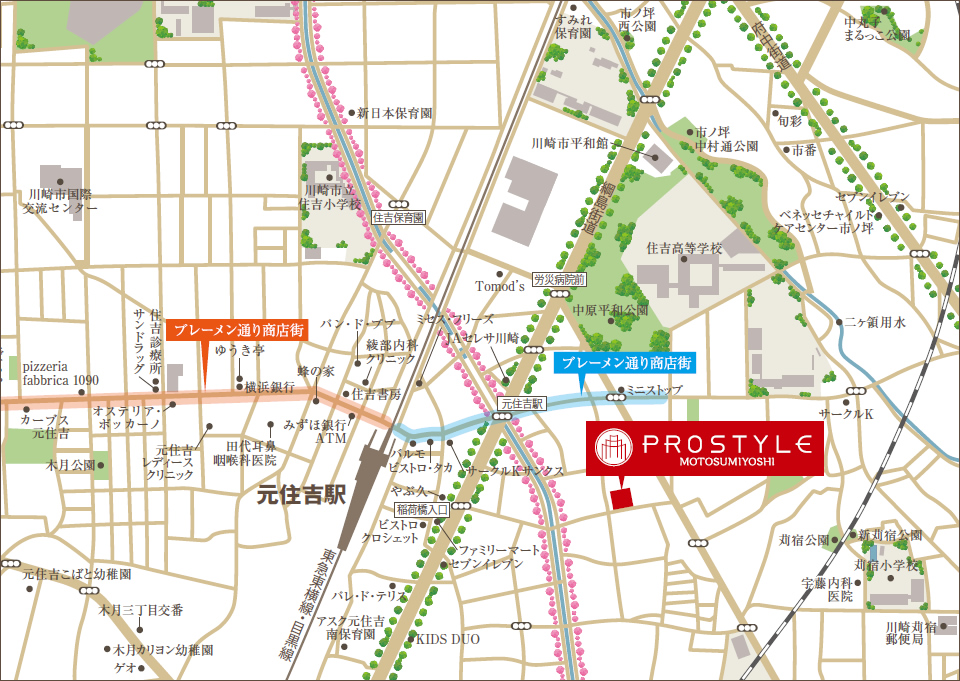 すみれ
保育園
市ノ坪
西公園
府中街道
中丸子
まるっこ公園
新日本保育園
川崎市平和館
市ノ坪
中村通公園
旬彩
市番
川崎市国際
交流センター
川崎市立
住吉小学校
住吉保育園
綱島街道
セブンイレブン
ベネッセチャイルド
ケアセンター市ノ坪
住吉高等学校
Tomod's
労災病院前
中原平和公園
二ヶ領用水
住吉診療所
サンドラッグ
ブレーメン通り商店街
ゆうき亭
パン・ド・ププ
ミセス・フリーズ
綾部内科
クリニック
JAセレサ川崎
ブレーメン通り商店街
pizzeria
fabbrica 1090
横浜銀行
蜂の家
住吉書房
元住吉駅
ミニストップ
サークルK
カーブス
元住吉
オステリア・
ボッカーノ
みずほ銀行
ATM
木月公園
元住吉
レディース
クリニック
田代耳鼻
咽喉科医院
パルモ
ビストロ・タカ
サークルKサンクス
PROSTYLE
MOTOSUMIYOSHI
元住吉駅
やぶ久
稲荷橋入口
ビストロ
クロシェット
ファミリーマート
セブンイレブン
苅宿公園
新苅宿公園
苅宿小学校
宇藤内科
医院
元住吉こばと幼稚園
東急東横線・目黒線
バレ・ド・テリス
木月三丁目交番
アスク元住吉
南保育園
KIDS DUO
川崎苅宿
郵便局
木月カリヨン幼稚園
ゲオ